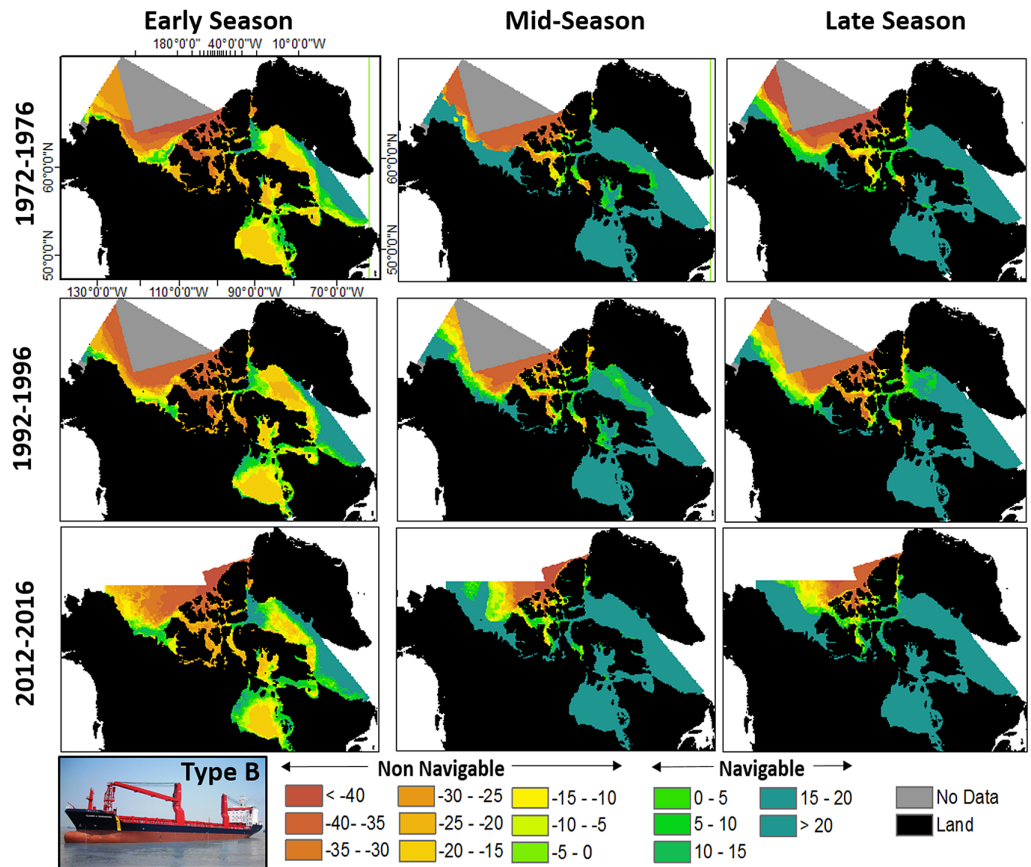 Early Season Mid-Season Late Season
180°0'0" 40°0'0"W 10°0'0"W
1972-1976
60°0'0"N
50°0'0"N
60°0'0"N
50°0'0"N
130°0'0"W 110°0'0"W 90°0'0"W 70°0'0"W
1992-1996
2012-2016
Type B
Non Navigable Navigable
< -40 -30 - -25 -15 - -10 0 - 5 15 - 20 No Data
-40- -35 -25 - -20 -10 - -5 5 - 10 > 20 Land
-35 - -30 -20 - -15 -5 - 0 10 - 15